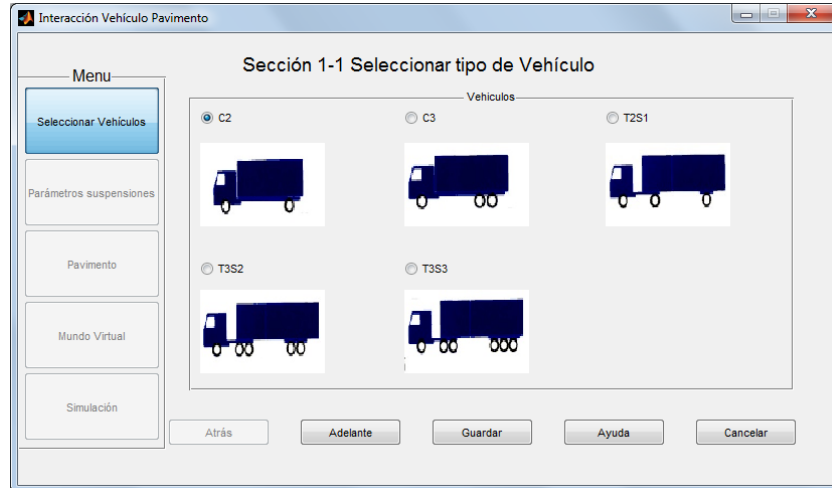 Interacción Vehículo Pavimento
Sección 1-1 Seleccionar tipo de Vehículo
Menu
Seleccionar Vehículos
Parámetros suspensiones
Pavimento
Mundo Virtual
Simulación
Vehiculos
C2 C3 T2S1
T3S2 T3S3
Atrás Adelante Guardar Ayuda Cancelar